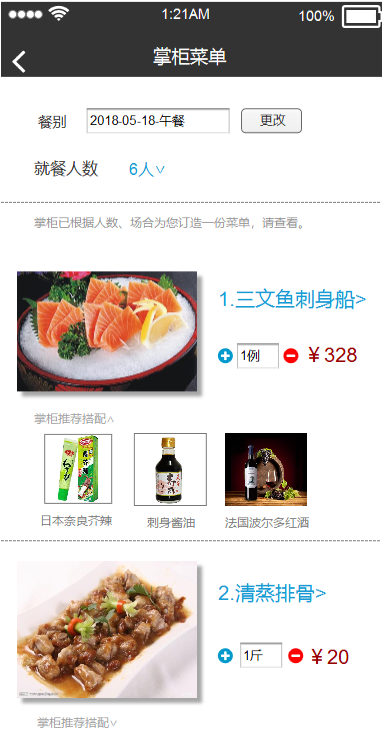 1:21AM 100%
掌柜菜单
餐别 2018-05-18-午餐 更改
就餐人数 6人∨
掌柜已根据人数、场合为您订造一份菜单，请查看。
1.三文鱼刺身船>
1例 ￥328
掌柜推荐搭配∧
日本奈良芥辣 刺身酱油 法国波尔多红酒
2.清蒸排骨>
1斤 ￥20
掌柜推荐搭配∨